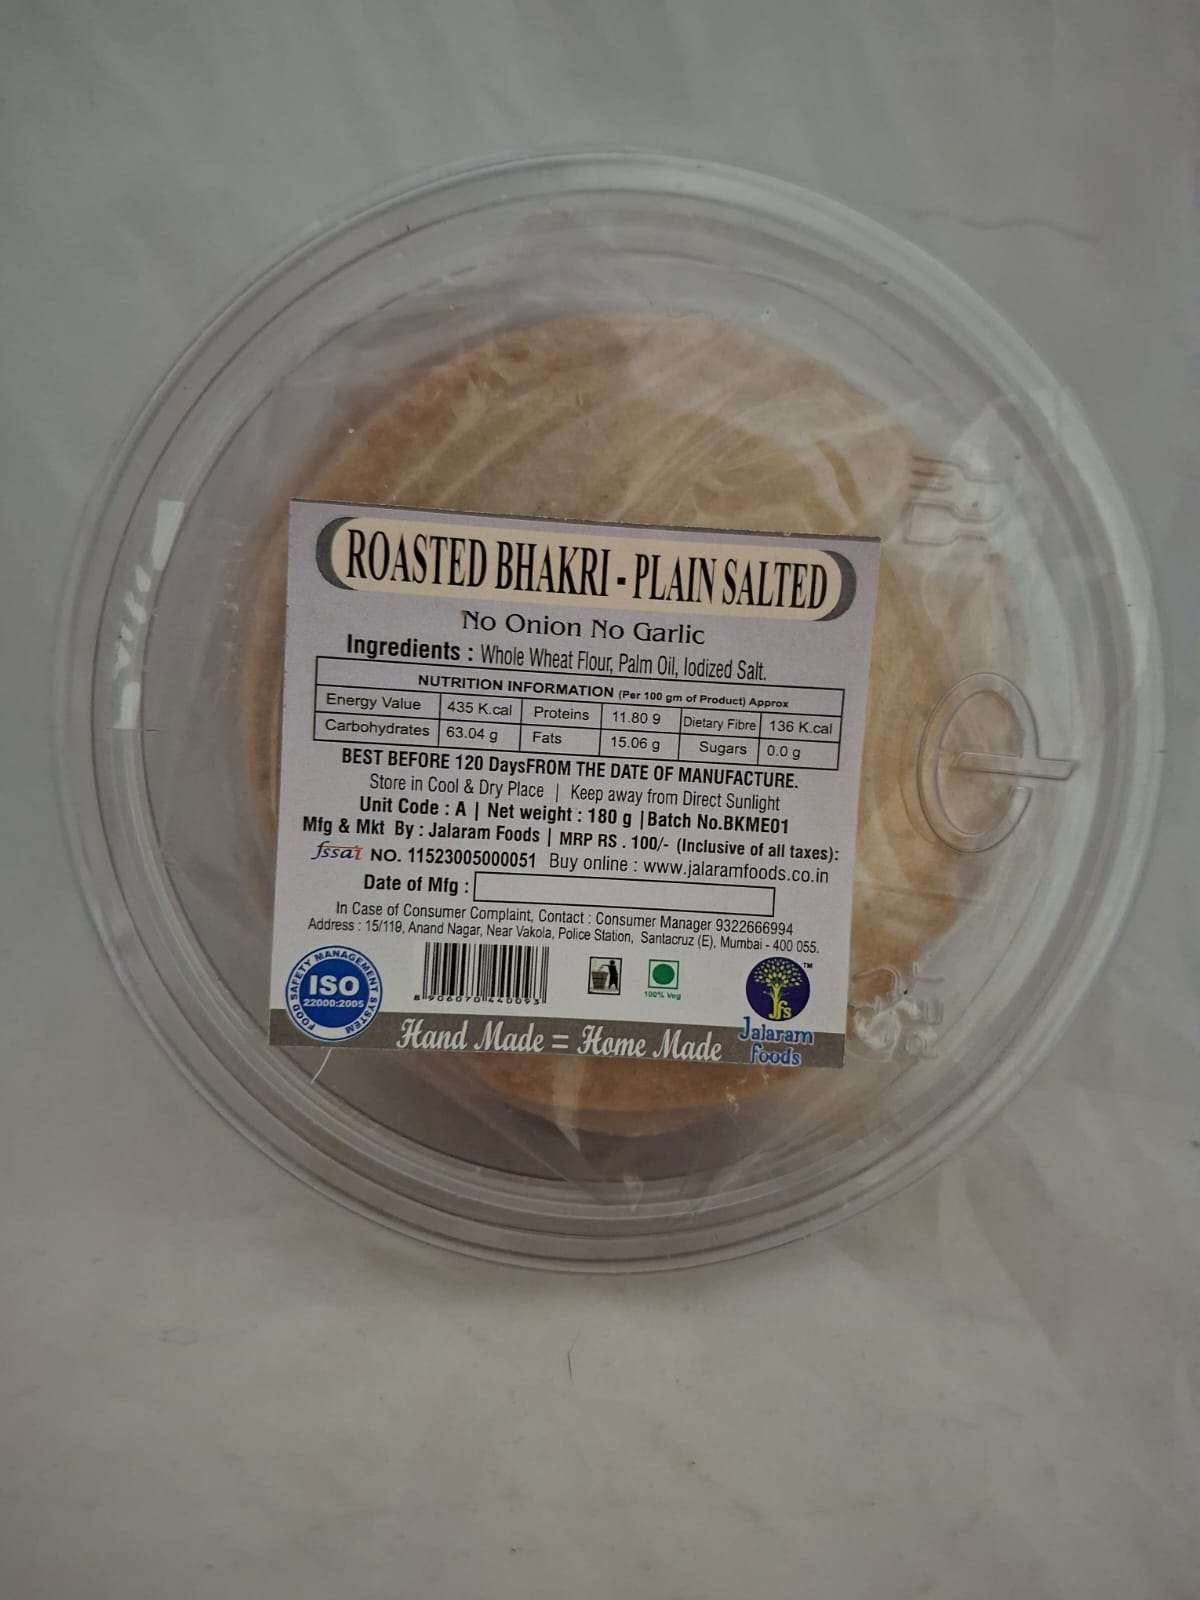 ROASTED BHAKRI - PLAIN SALTED
No Onion No Garlic
Ingredients : Whole Wheat Flour, Palm Oil, Iodized Salt.
NUTRITION INFORMATION (Per 100 gm of Product) Approx
Energy Value 435 K.cal Proteins 11.80 9 Dietary Fibre 136 K.cal
Carbohydrates 63.04 g Fats 15.06 g Sugars 0.0 g
BEST BEFORE 120 DaysFROM THE DATE OF MANUFACTURE.
Store in Cool & Dry Place | Keep away from Direct Sunlight
Unit Code : A | Net weight : 180 g |Batch No.BKME01
Mfg & Mkt By : Jalaram Foods | MRP RS . 100/- (Inclusive of all taxes):
fssai NO. 11523005000051 Buy online : www.jalaramfoods.co.in
Date of Mfg :
In Case of Consumer Complaint, Contact : Consumer Manager 9322666994
Address : 15/119, Anand Nagar, Near Vakola, Police Station, Santacruz (E), Mumbai - 400 055.
FOOD SAFETY MANAGEMENT SYSTEM
ISO
22000:2005
8 906070 440093
100% Veg
TM
jfs
Jalaram
foods
Hand Made = Home Made